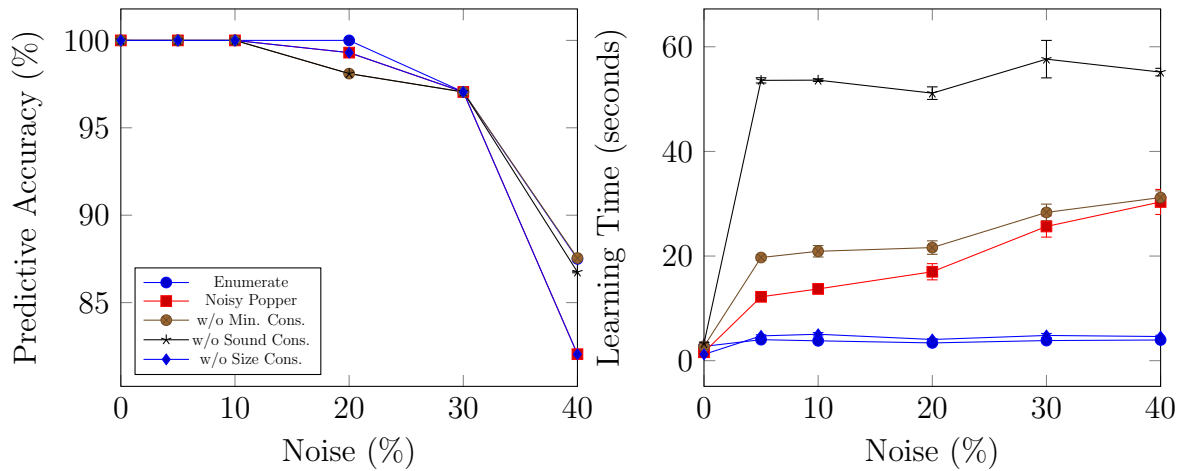 Predictive Accuracy (%)
100
95
90
85
0 10 20 30 40
Noise (%)
Enumerate
Noisy Popper
w/o Min. Cons.
w/o Sound Cons.
w/o Size Cons.
Learning Time (seconds)
60
40
20
0
0 10 20 30 40
Noise (%)